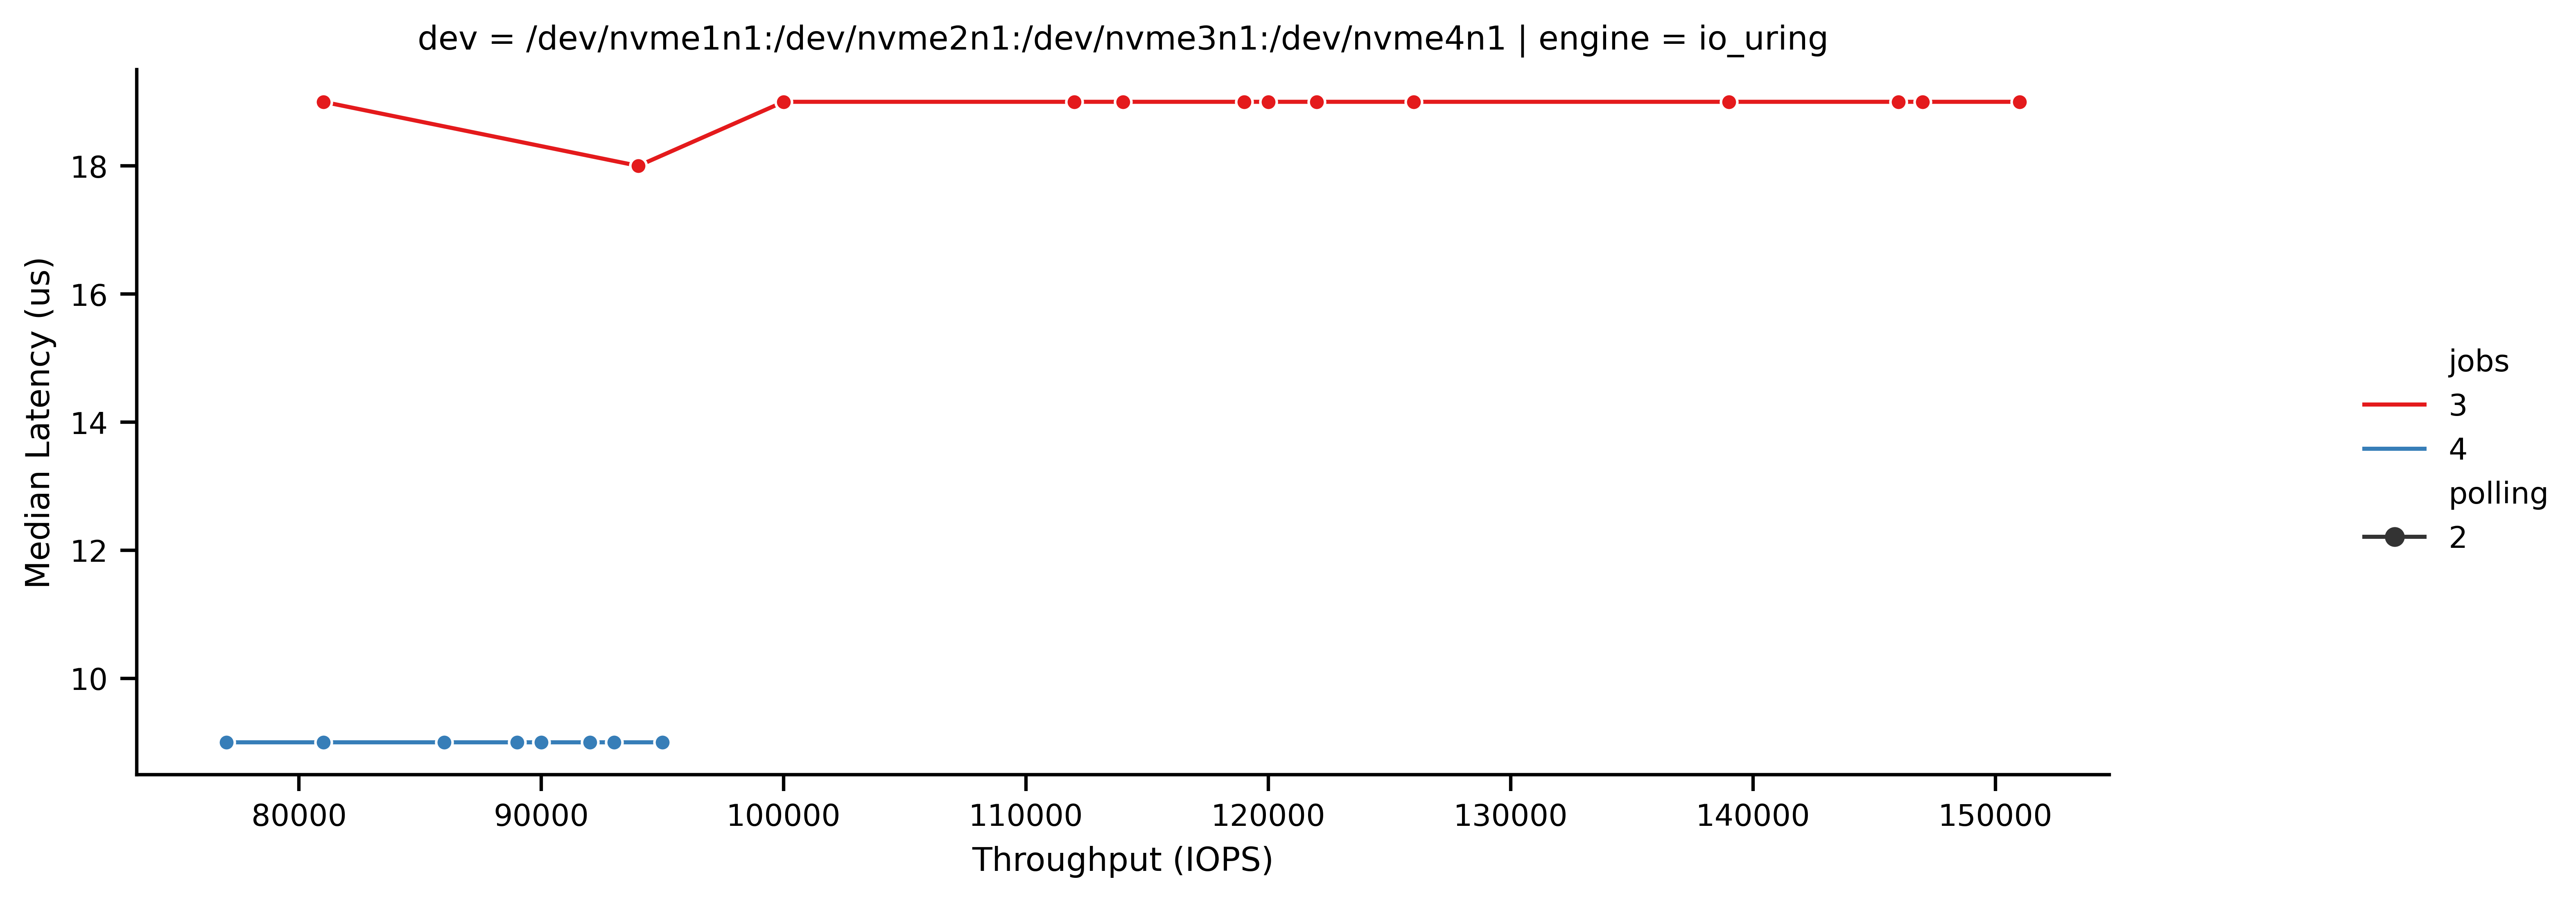 dev = /dev/nvme1n1:/dev/nvme2n1:/dev/nvme3n1:/dev/nvme4n1 | engine = io_uring
Median Latency (us)
18
16
14
12
10
80000 90000 100000 110000 120000 130000 140000 150000
Throughput (IOPS)
jobs
3
4
polling
2